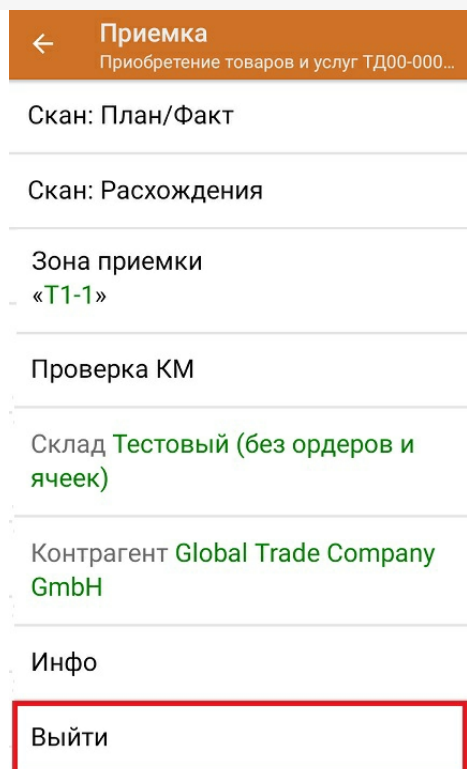 Приемка
Приобретение товаров и услуг ТД00-000...
Скан: План/Факт
Скан: Расхождения
Зона приемки
«Т1-1»
Проверка КМ
Склад Тестовый (без ордеров и
ячеек)
Контрагент Global Trade Company
GmbH
Инфо
Выйти